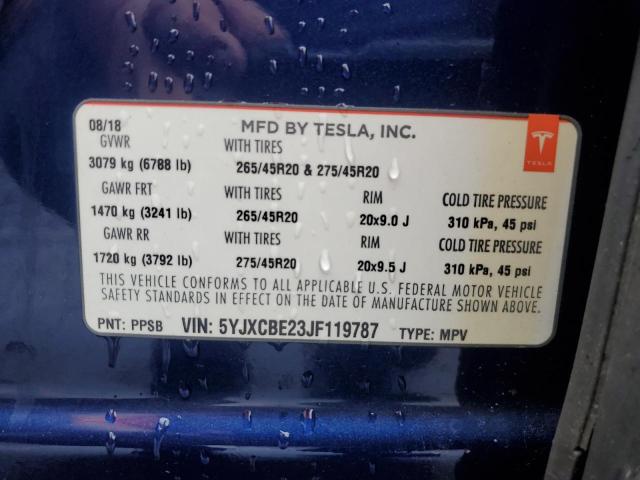 08/18 MFD BY TESLA, INC.
GVWR WITH TIRES
3079 kg (6788 lb) 265/45R20 & 275/45R20
TESLA
GAWR FRT WITH TIRES RIM COLD TIRE PRESSURE
1470 kg (3241 lb) 265/45R20 20x9.0 J 310 kPa, 45 psi
GAWR RR WITH TIRES RIM COLD TIRE PRESSURE
1720 kg (3792 lb) 275/45R20 20x9.5 J 310 kPa, 45 psi
THIS VEHICLE CONFORMS TO ALL APPLICABLE U.S. FEDERAL MOTOR VEHICLE
SAFETY STANDARDS IN EFFECT ON THE DATE OF MANUFACTURE SHOWN ABOVE.
PNT: PPSB VIN: 5YJXCBE23JF119787 TYPE: MPV